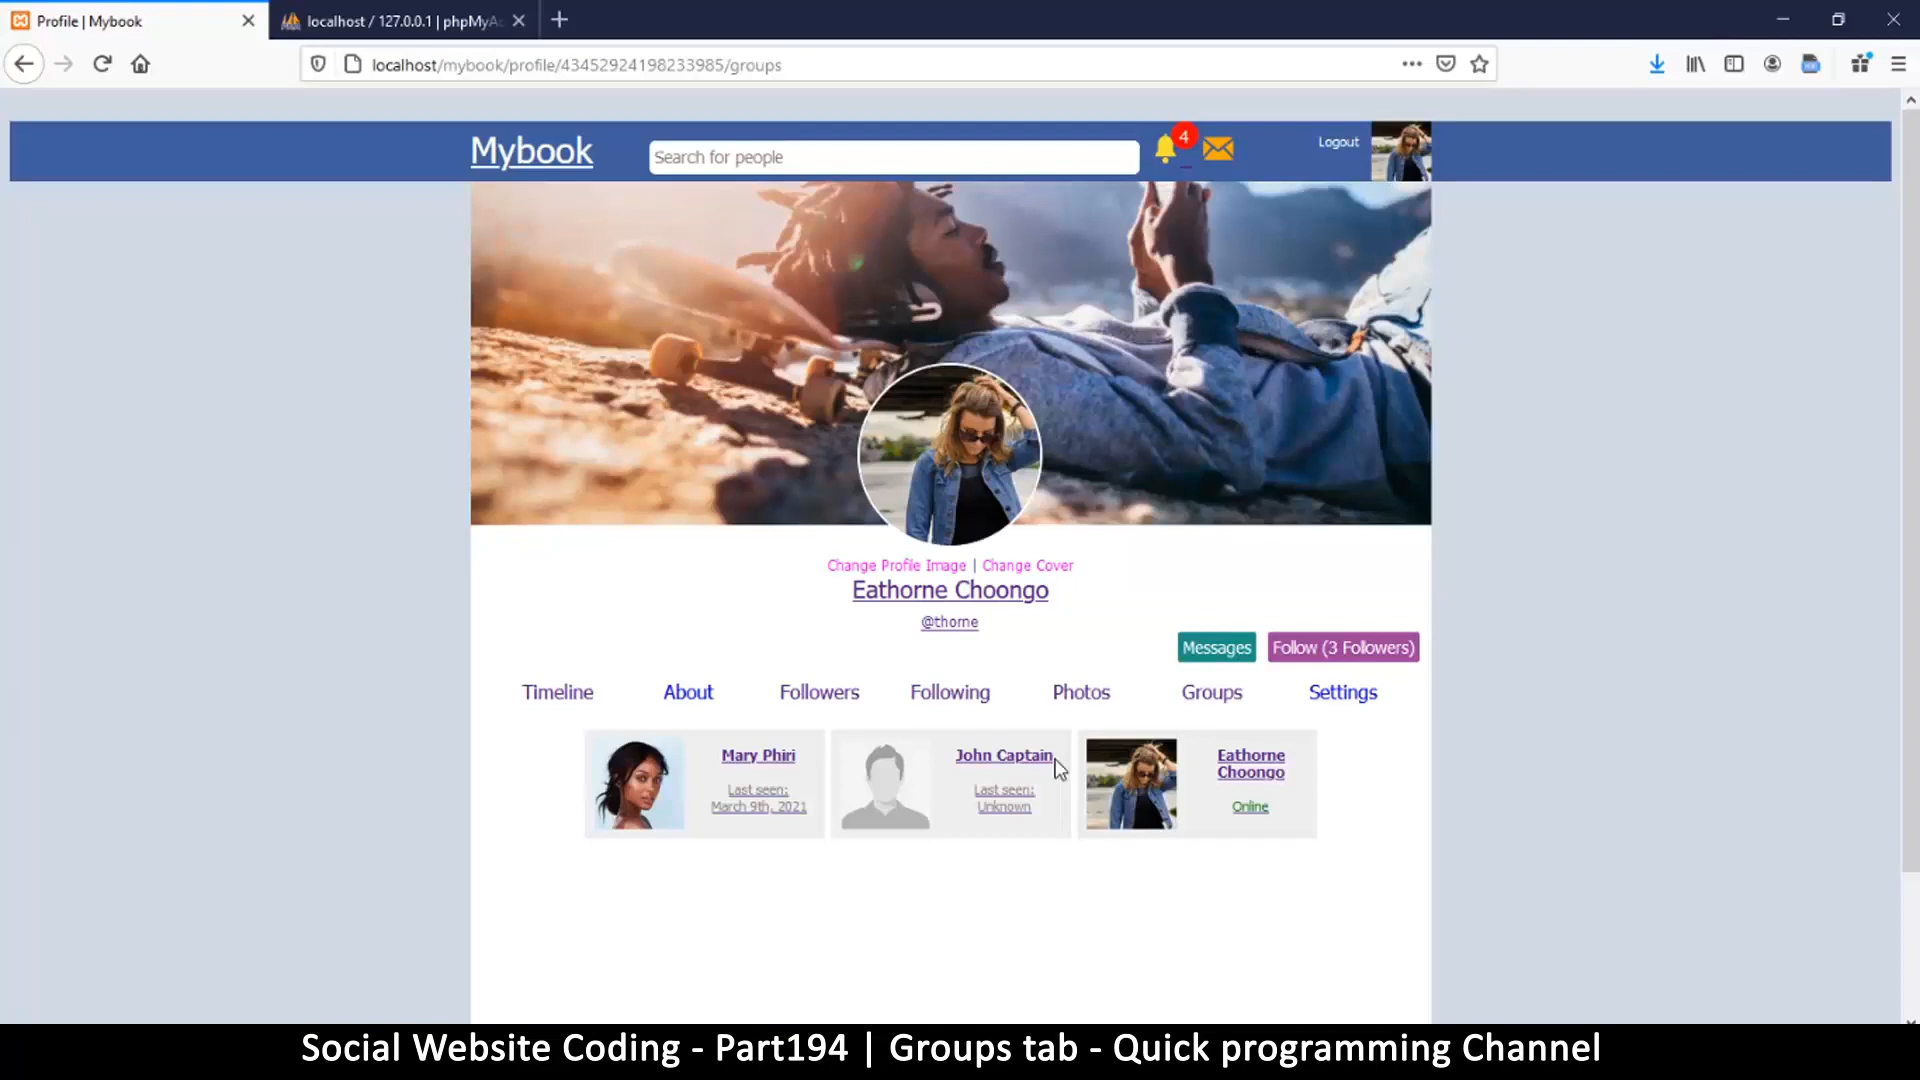 Profile | Mybook
localhost / 127.0.0.1 | phpMyA
localhost/mybook/profile/43452924198233985/groups
Mybook
Search for people
4
Logout
Change Profile Image | Change Cover
Eathorne Choongo
@thorne
Messages
Follow (3 Followers)
Timeline About Followers Following Photos Groups Settings
Mary Phiri
Last seen:
March 9th, 2021
John Captain
Last seen:
Unknown
Eathorne
Choongo
Online
Social Website Coding - Part194 | Groups tab - Quick programming Channel